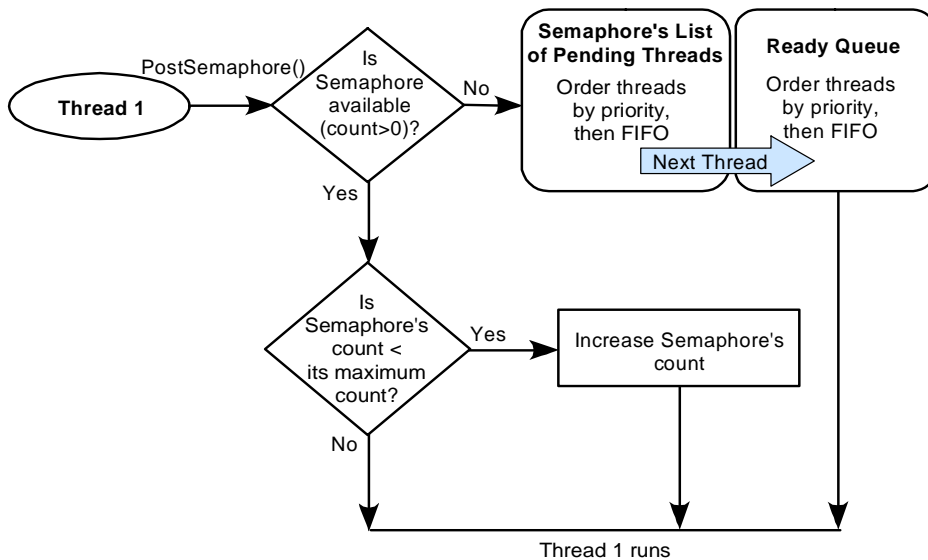 Thread 1
PostSemaphore()
Is
Semaphore
available
(count>0)?
No
Yes
Semaphore's List
of Pending Threads
Order threads
by priority,
then FIFO
Next Thread
Ready Queue
Order threads
by priority,
then FIFO
Is
Semaphore's
count <
its maximum
count?
Yes
No
Increase Semaphore's
count
Thread 1 runs